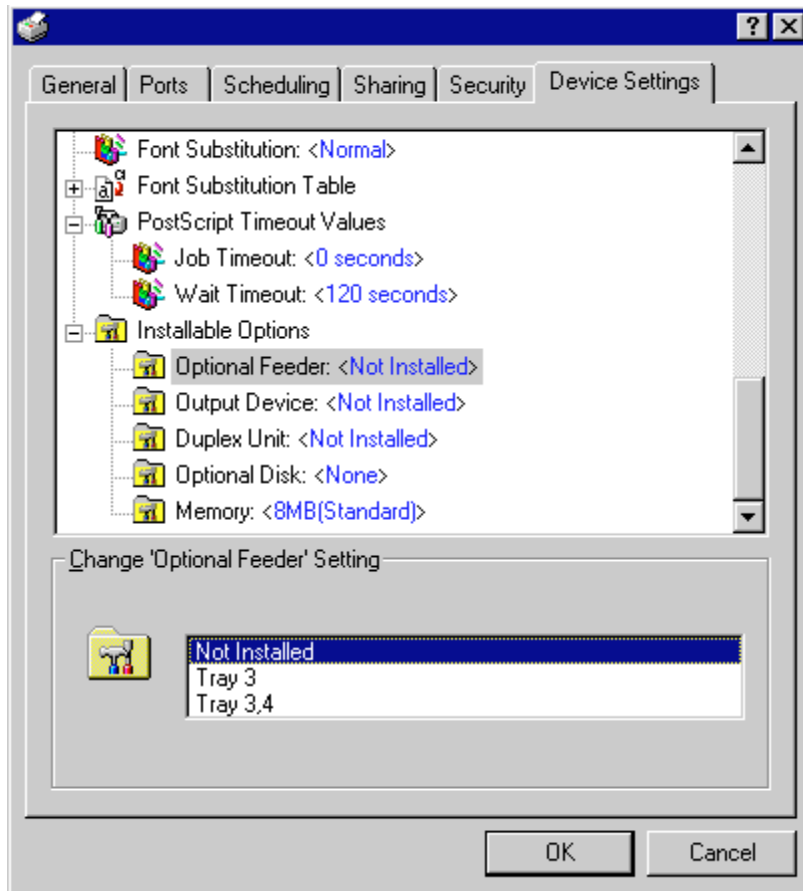 General Ports Scheduling Sharing Security Device Settings
Font Substitution: <Normal>
Font Substitution Table
PostScript Timeout Values
Job Timeout: <0 seconds>
Wait Timeout: <120 seconds>
Installable Options
Optional Feeder: <Not Installed>
Output Device: <Not Installed>
Duplex Unit: <Not Installed>
Optional Disk: <None>
Memory: <8MB(Standard)>
Change 'Optional Feeder' Setting
Not Installed
Tray 3
Tray 3,4
OK Cancel